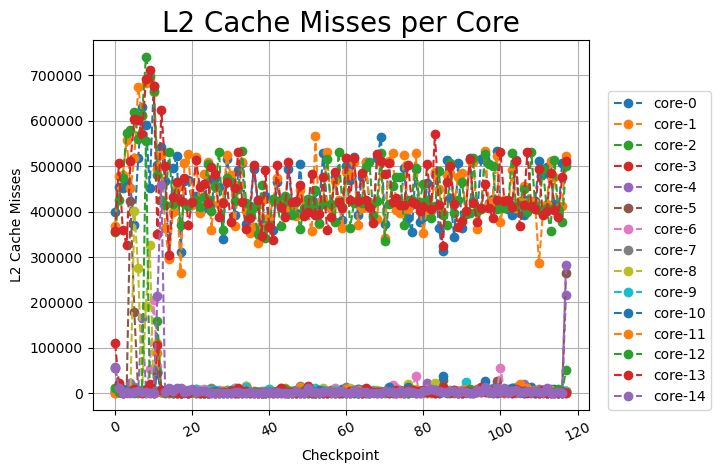 L2 Cache Misses per Core
L2 Cache Misses
700000
600000
500000
400000
300000
200000
100000
0
0
20
40
60
80
100
120
Checkpoint
core-0
core-1
core-2
core-3
core-4
core-5
core-6
core-7
core-8
core-9
core-10
core-11
core-12
core-13
core-14